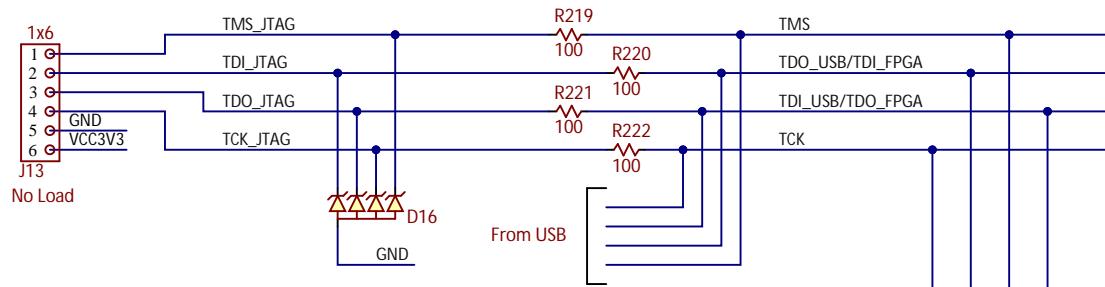 1x6
1
2
3
4
5
6
J13
No Load
GND
VCC3V3
TMS_JTAG
TDI_JTAG
TDO_JTAG
TCK_JTAG
D16
GND
R219
100
R220
100
R221
100
R222
100
From USB
TMS
TDO_USB/TDI_FPGA
TDI_USB/TDO_FPGA
TCK